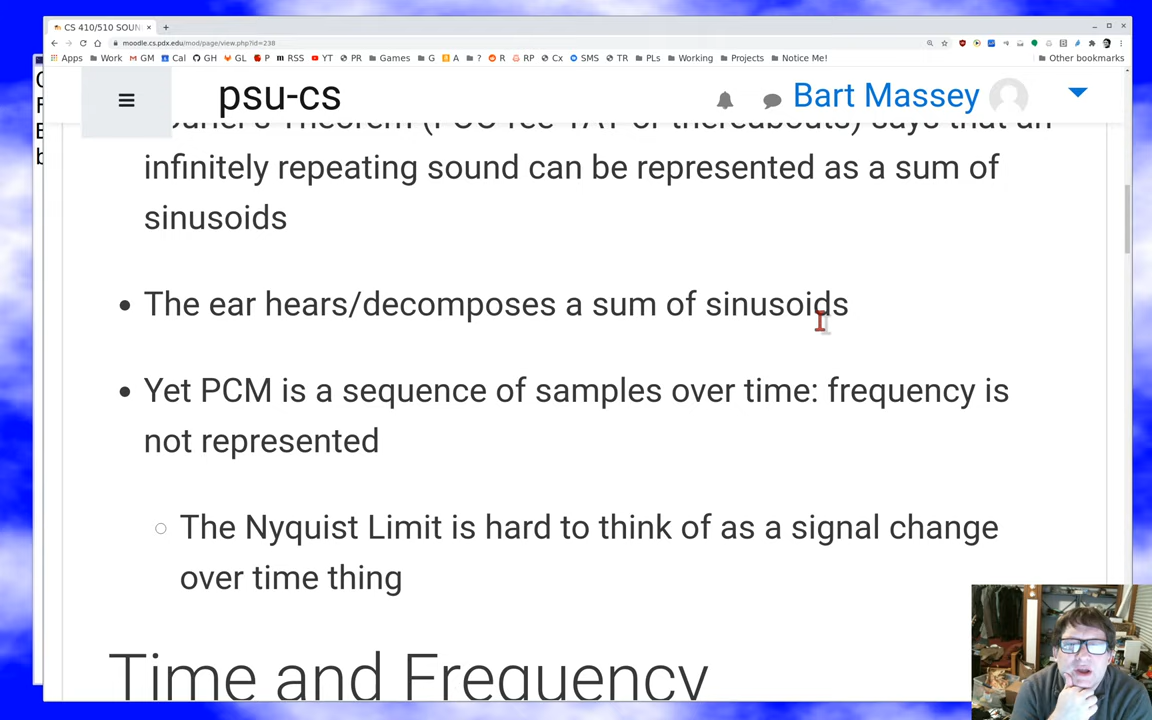 CS 410/510 SOUN
moodle.cs.pdx.edu/mod/page/view.php?id=238
Apps Work GM Cal GH GL P RSS YT PR Games G A ? R RP Cx SMS TR PLs Working Projects Notice Me! Other bookmarks
psu-cs Bart Massey
says that an
infinitely repeating sound can be represented as a sum of
sinusoids
The ear hears/decomposes a sum of sinusoids
Yet PCM is a sequence of samples over time: frequency is
not represented
The Nyquist Limit is hard to think of as a signal change
over time thing
Time and Frequency